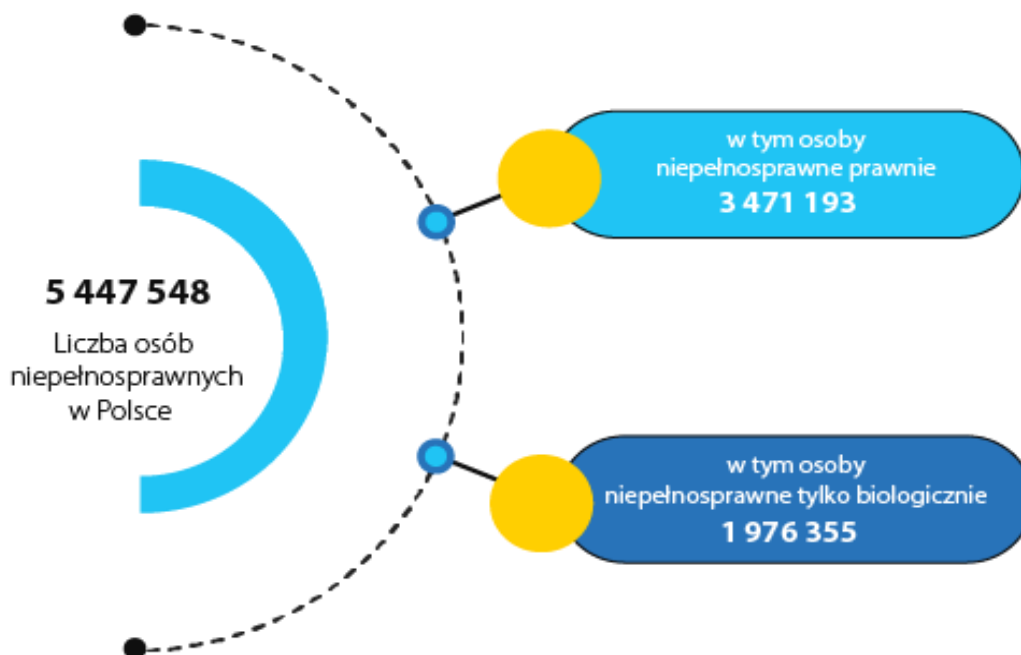 5 447 548
Liczba osób
niepełnosprawnych
w Polsce
w tym osoby
niepełnosprawne prawnie
3 471 193
w tym osoby
niepełnosprawne tylko biologicznie
1 976 355